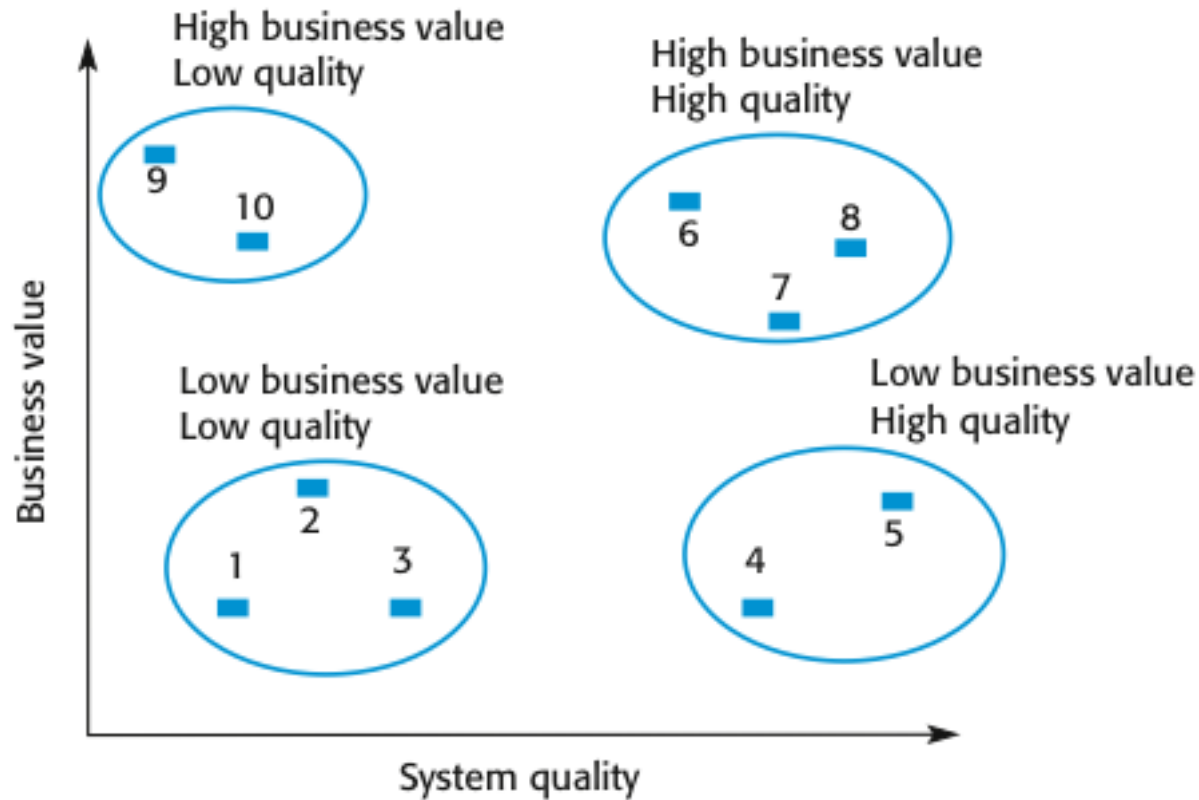 High business value
Low quality
High business value
High quality
9
10
6
8
7
Business value
Low business value
Low quality
Low business value
High quality
2
1
3
5
4
System quality